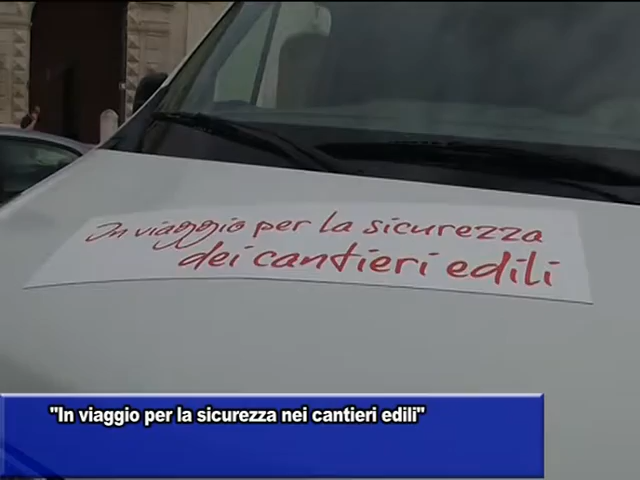 In viaggio per la sicurezza
dei cantieri edili
"In viaggio per la sicurezza nei cantieri edili"